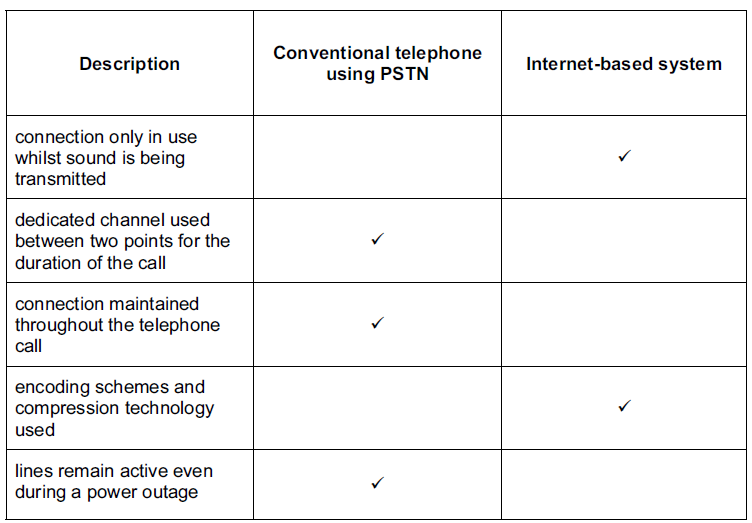 Description
Conventional telephone
using PSTN
Internet-based system
connection only in use
whilst sound is being
transmitted
✓
dedicated channel used
between two points for the
duration of the call
✓
connection maintained
throughout the telephone
call
✓
encoding schemes and
compression technology
used
✓
lines remain active even
during a power outage
✓